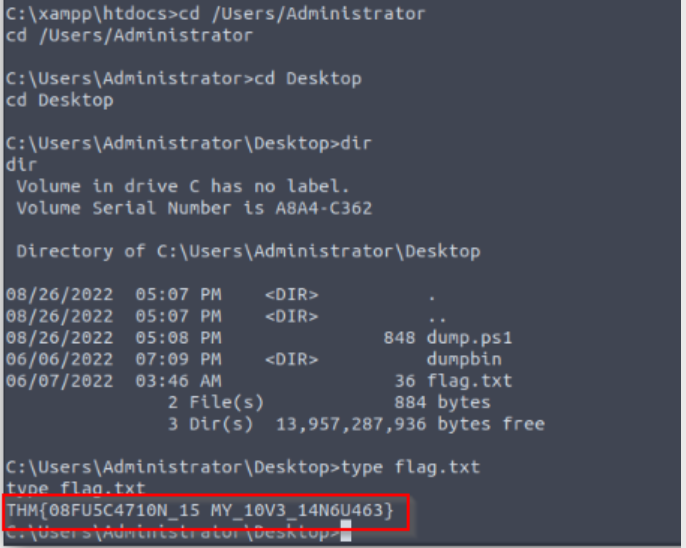 C:\xampp\htdocs>cd /Users/Administrator
cd /Users/Administrator
C:\Users\Administrator>cd Desktop
cd Desktop
C:\Users\Administrator\Desktop>dir
dir
Volume in drive C has no label.
Volume Serial Number is A8A4-C362
Directory of C:\Users\Administrator\Desktop
08/26/2022  05:07 PM    <DIR>          .
08/26/2022  05:07 PM    <DIR>          ..
08/26/2022  05:08 PM               848 dump.ps1
06/06/2022  07:09 PM    <DIR>          dumpbin
06/07/2022  03:46 AM                36 flag.txt
2 File(s)            884 bytes
3 Dir(s)  13,957,287,936 bytes free
C:\Users\Administrator\Desktop>type flag.txt
type flag.txt
THM{08FU5C4710N_15 MY_10V3_14N6U463}
C:\Users\Administrator\Desktop>